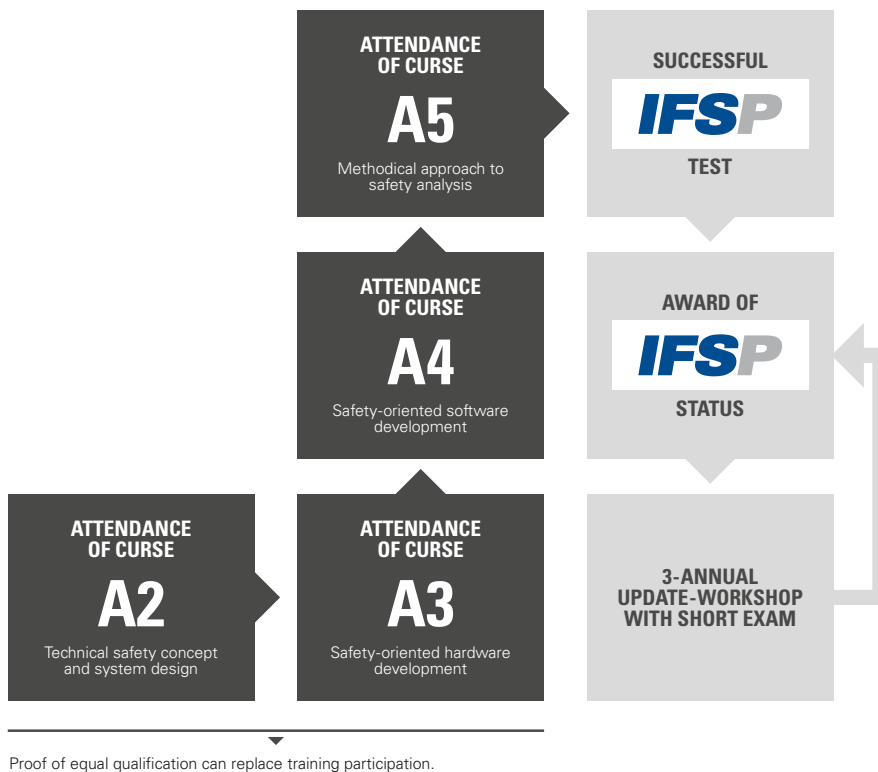 ATTENDANCE
OF CURSE
A5
Methodical approach to
safety analysis
SUCCESSFUL
IFSP
TEST
ATTENDANCE
OF CURSE
A4
Safety-oriented software
development
AWARD OF
IFSP
STATUS
ATTENDANCE
OF CURSE
A2
Technical safety concept
and system design
ATTENDANCE
OF CURSE
A3
Safety-oriented hardware
development
3-ANNUAL
UPDATE-WORKSHOP
WITH SHORT EXAM
Proof of equal qualification can replace training participation.